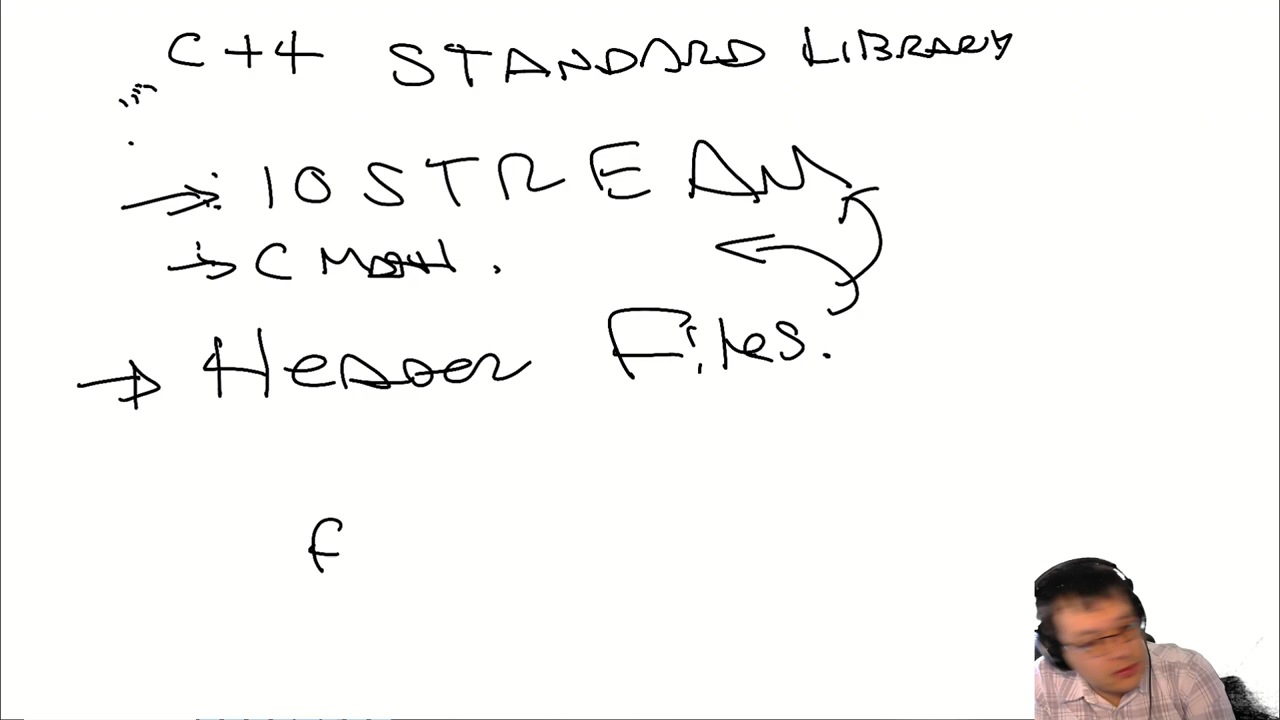 C++ STANDARD LIBRARY
IOSTREAM
CMATH.
Header Files.
f